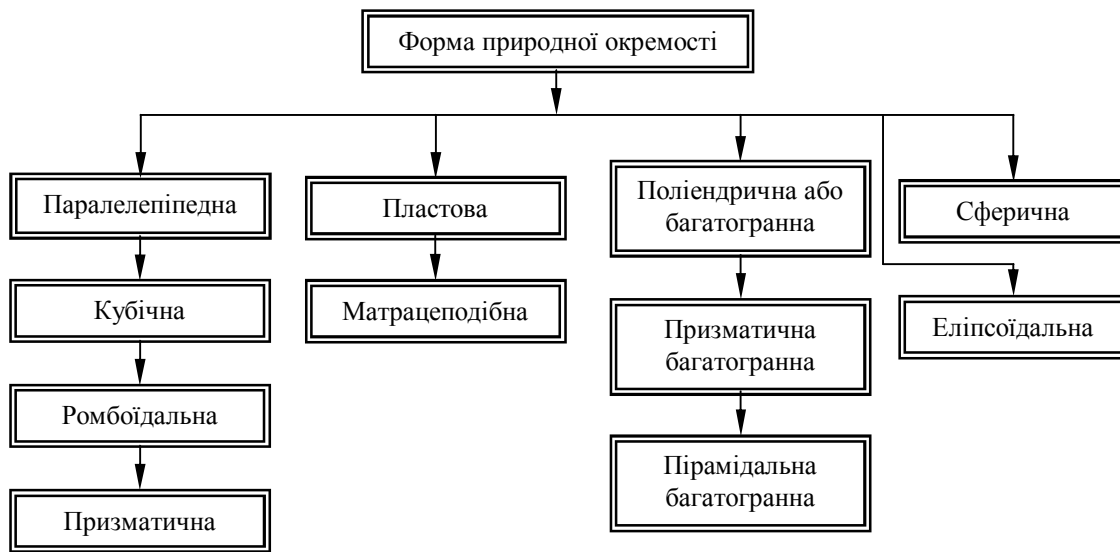 Форма природної окремості
Паралелепіпедна
Кубічна
Ромбоїдальна
Призматична
Пластова
Матрацеподібна
Поліендрична або
багатогранна
Призматична
багатогранна
Пірамідальна
багатогранна
Сферична
Еліпсоїдальна